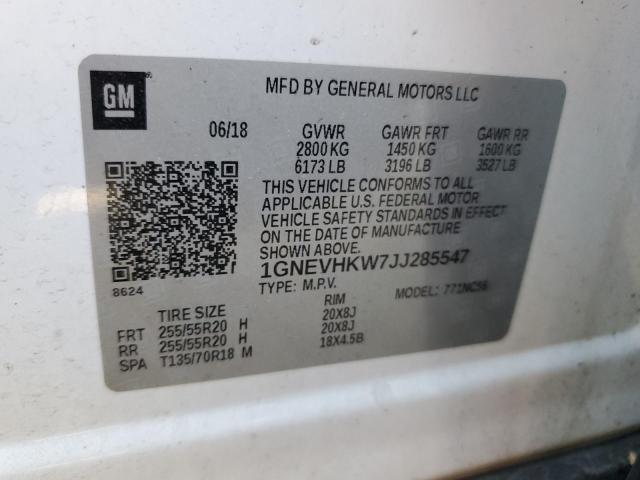 GM
MFD BY GENERAL MOTORS LLC
06/18 GVWR GAWR FRT GAWR RR
2800 KG 1450 KG 1600 KG
6173 LB 3196 LB 3527 LB
THIS VEHICLE CONFORMS TO ALL
APPLICABLE U.S. FEDERAL MOTOR
VEHICLE SAFETY STANDARDS IN EFFECT
ON THE DATE OF MANUFACTURE
SHOWN ABOVE.
8624
1GNEVHKW7JJ285547
TYPE: M.P.V. MODEL: 771NC56
TIRE SIZE RIM
FRT 255/55R20 H 20X8J
RR 255/55R20 H 20X8J
SPA T135/70R18 M 18X4.5B